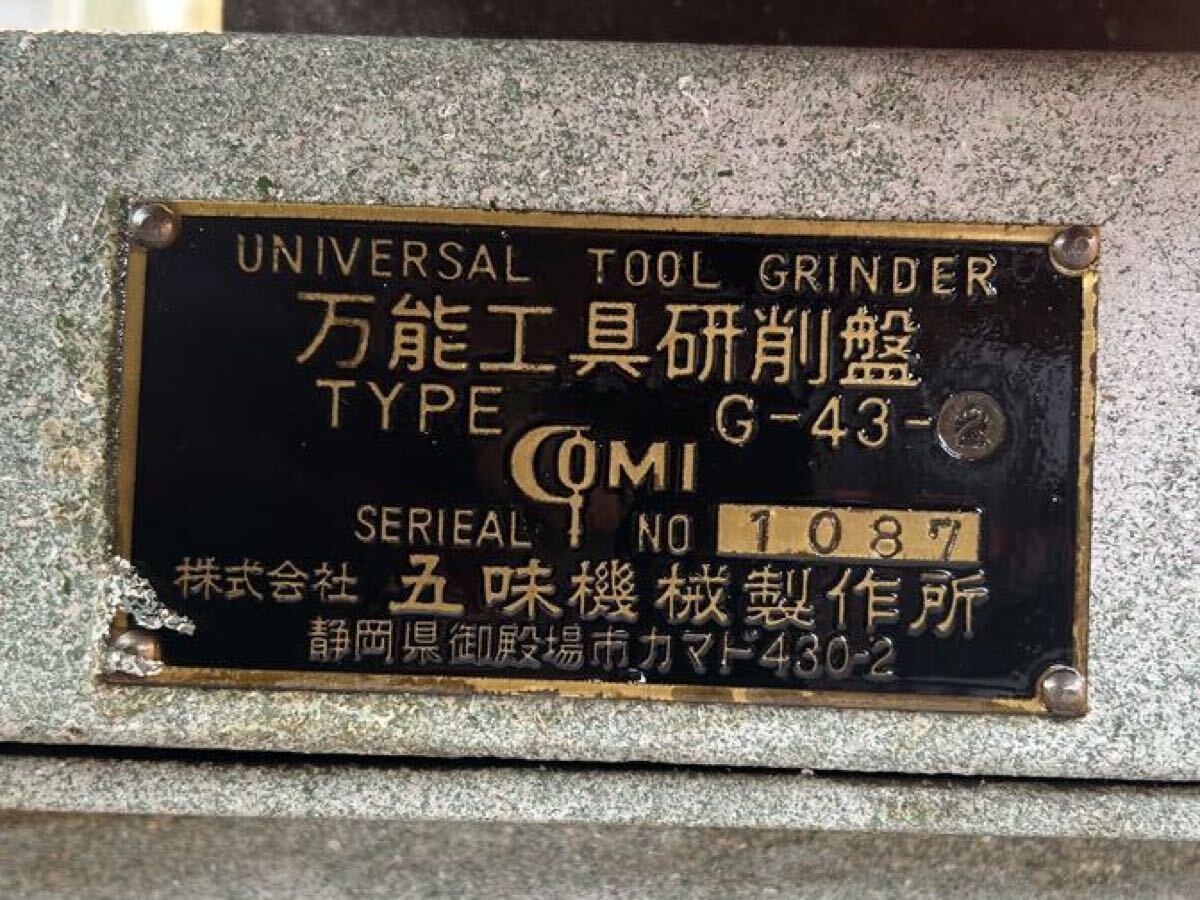 UNIVERSAL TOOL GRINDER
万能工具研削盤
TYPE G-43-2
GOMI
SERIEAL NO 1087
株式会社 五味機械製作所
静岡県御殿場市カマド430-2